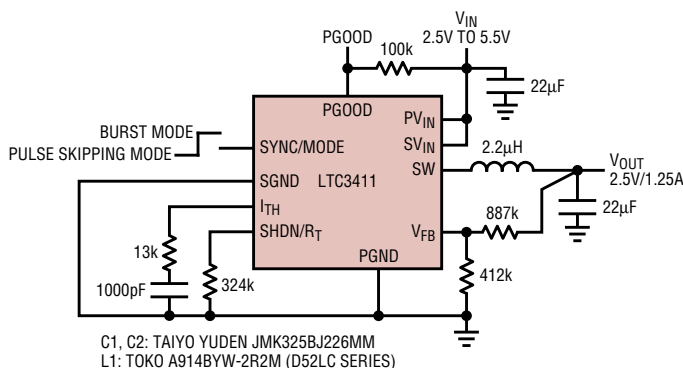 V_IN
2.5V TO 5.5V
PGOOD
100k
22µF
PGOOD
PV_IN
BURST MODE
PULSE SKIPPING MODE
SYNC/MODE
SV_IN
SW
2.2µH
V_OUT
2.5V/1.25A
SGND
LTC3411
I_TH
22µF
SHDN/R_T
V_FB
887k
13k
PGND
412k
1000pF
324k
C1, C2: TAIYO YUDEN JMK325BJ226MM
L1: TOKO A914BYW-2R2M (D52LC SERIES)